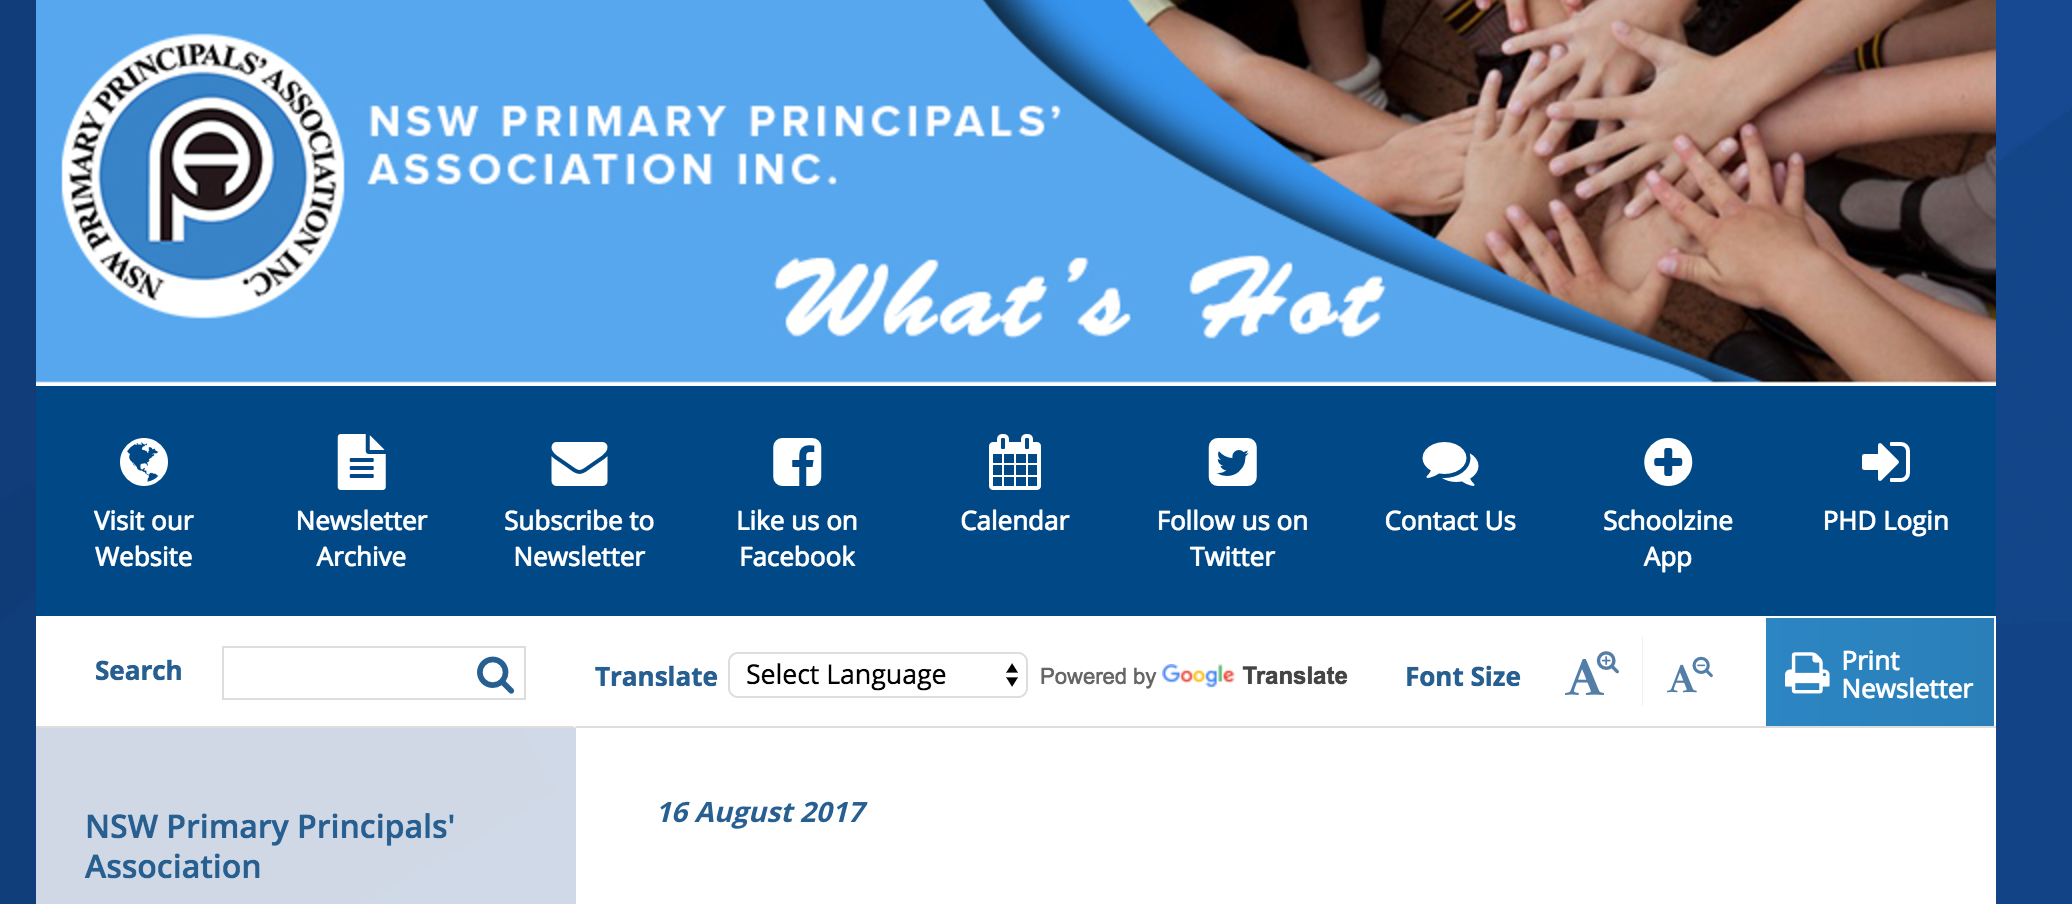 NSW PRIMARY PRINCIPALS' ASSOCIATION INC.
NSW PRIMARY PRINCIPALS’
ASSOCIATION INC.
What's Hot
Visit our
Website
Newsletter
Archive
Subscribe to
Newsletter
Like us on
Facebook
Calendar
Follow us on
Twitter
Contact Us
Schoolzine
App
PHD Login
Search
Translate
Select Language
Powered by Google Translate
Font Size
A
A
Print
Newsletter
NSW Primary Principals'
Association
16 August 2017